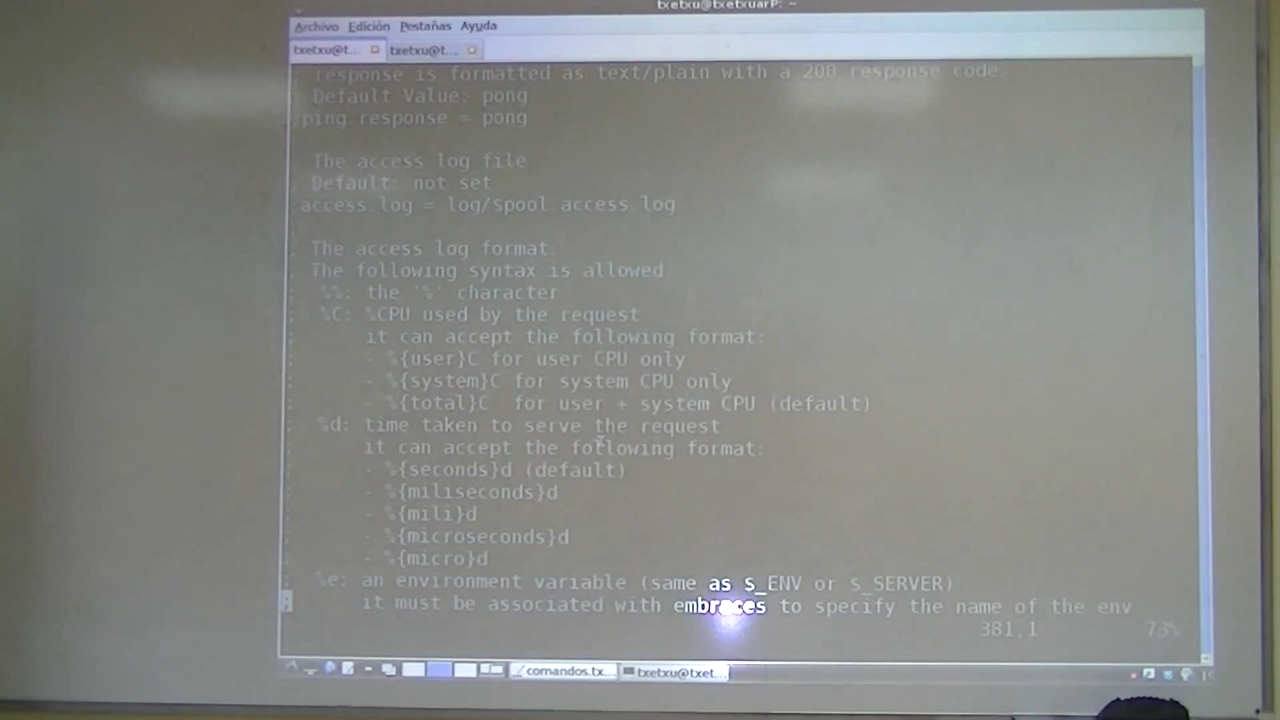 txetxu@txetxuarP: ~
Archivo Edición Pestañas Ayuda
txetxu@t... txetxu@t...
; response is formatted as text/plain with a 200 response code.
; Default Value: pong
;ping.response = pong
; The access log file
; Default: not set
;access.log = log/$pool.access.log
; The access log format.
; The following syntax is allowed
; %%: the '%' character
; %C: %CPU used by the request
; it can accept the following format:
; - %{user}C for user CPU only
; - %{system}C for system CPU only
; - %{total}C for user + system CPU (default)
; %d: time taken to serve the request
; it can accept the following format:
; - %{seconds}d (default)
; - %{miliseconds}d
; - %{mili}d
; - %{microseconds}d
; - %{micro}d
; %e: an environment variable (same as $_ENV or $_SERVER)
; it must be associated with embraces to specify the name of the env
381,1 73%
comandos.tx... txetxu@txet...